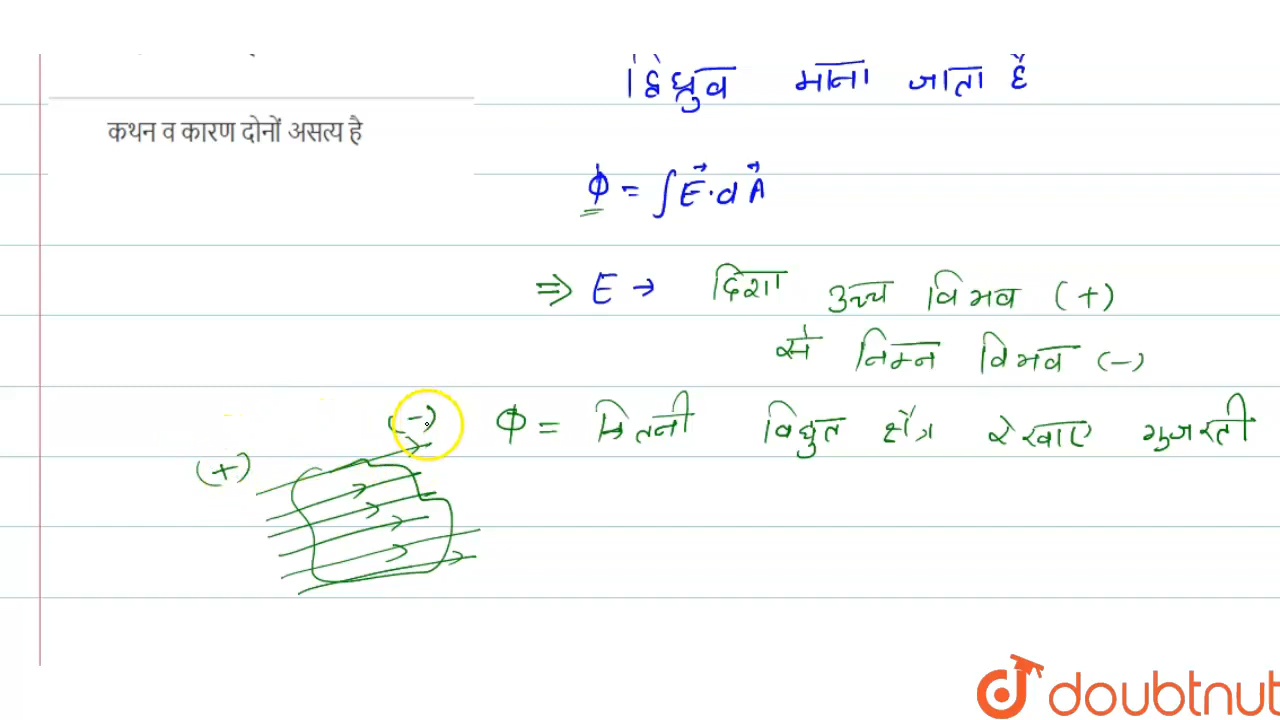 द्विध्रुव माना जाता है
कथन व कारण दोनों असत्य है
Φ = ∫ E⃗ · dA⃗
⇒ E → दिशा उच्च विभव (+)
से निम्न विभव (-)
(-) Φ = कितनी विधुत क्षेत्र रेखाए गुजरती
(+)
doubtnut